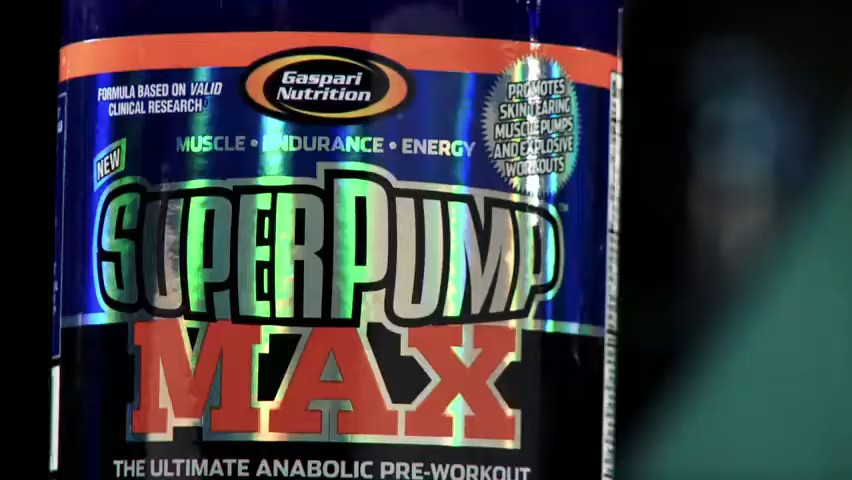 Gaspari
Nutrition
FORMULA BASED ON VALID
CLINICAL RESEARCH
PROMOTES
SKIN TEARING
MUSCLE PUMPS
AND EXPLOSIVE
WORKOUTS
MUSCLE • ENDURANCE • ENERGY
NEW
SUPERPUMP™
MAX
THE ULTIMATE ANABOLIC PRE-WORKOUT